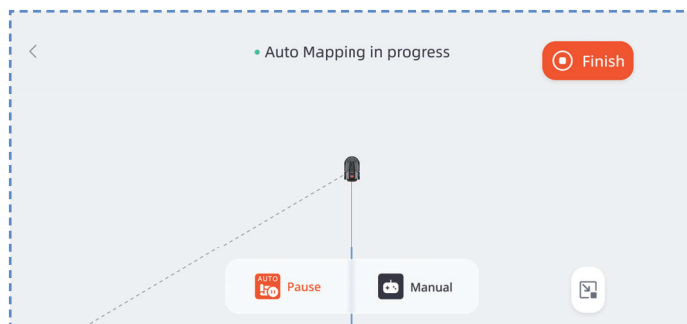 Auto Mapping in progress
Finish
AUTO
Pause
Manual